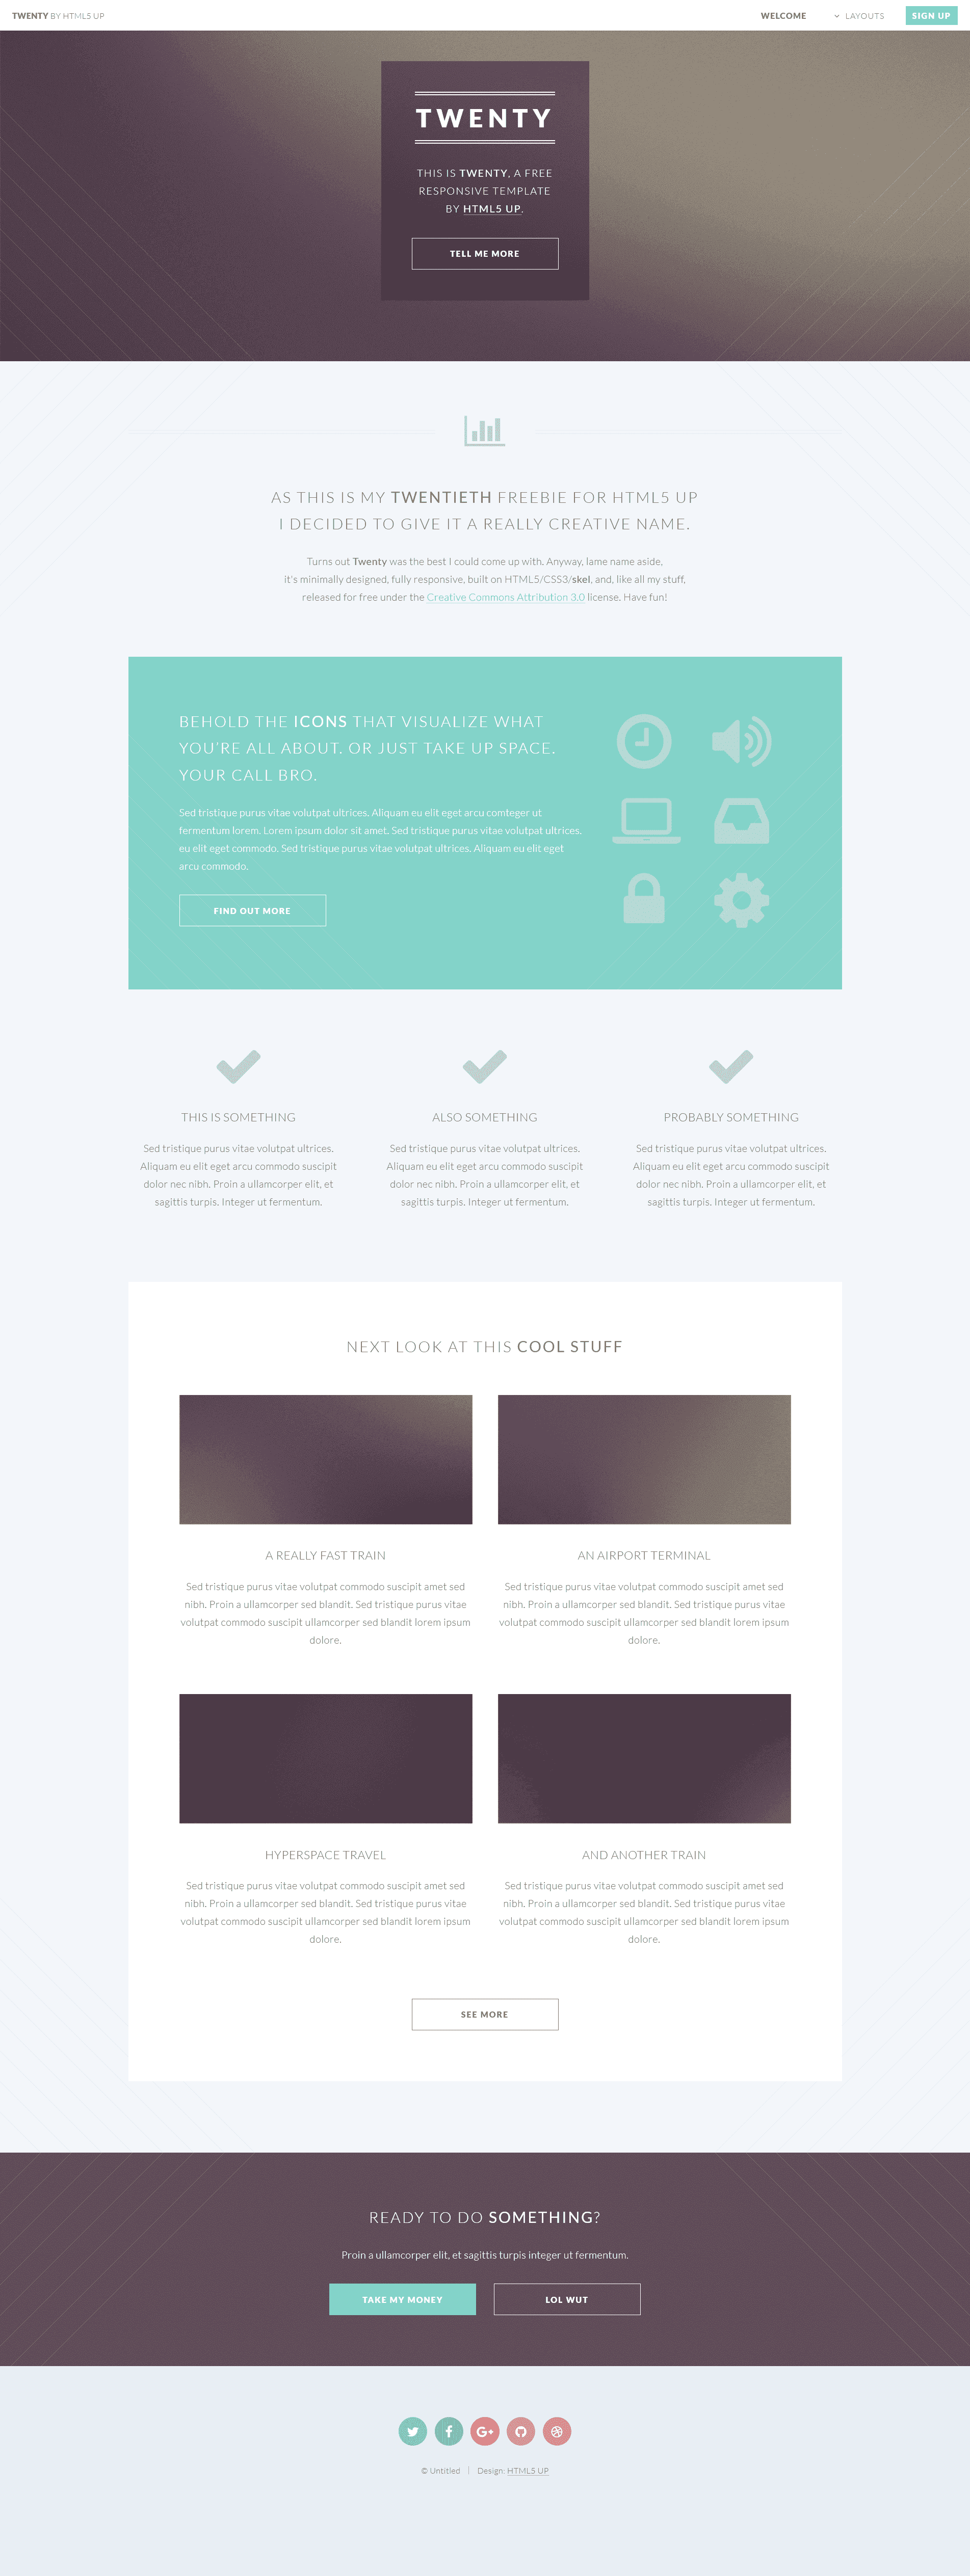 TWENTY BY HTML5 UP
WELCOME
LAYOUTS
SIGN UP
TWENTY
THIS IS TWENTY, A FREE
RESPONSIVE TEMPLATE
BY HTML5 UP.
TELL ME MORE
AS THIS IS MY TWENTIETH FREEBIE FOR HTML5 UP
I DECIDED TO GIVE IT A REALLY CREATIVE NAME.
Turns out Twenty was the best I could come up with. Anyway, lame name aside,
it's minimally designed, fully responsive, built on HTML5/CSS3/skel, and, like all my stuff,
released for free under the Creative Commons Attribution 3.0 license. Have fun!
BEHOLD THE ICONS THAT VISUALIZE WHAT
YOU'RE ALL ABOUT. OR JUST TAKE UP SPACE.
YOUR CALL BRO.
Sed tristique purus vitae volutpat ultrices. Aliquam eu elit eget arcu comteger ut
fermentum lorem. Lorem ipsum dolor sit amet. Sed tristique purus vitae volutpat ultrices.
eu elit eget commodo. Sed tristique purus vitae volutpat ultrices. Aliquam eu elit eget
arcu commodo.
FIND OUT MORE
THIS IS SOMETHING
Sed tristique purus vitae volutpat ultrices.
Aliquam eu elit eget arcu commodo suscipit
dolor nec nibh. Proin a ullamcorper elit, et
sagittis turpis. Integer ut fermentum.
ALSO SOMETHING
Sed tristique purus vitae volutpat ultrices.
Aliquam eu elit eget arcu commodo suscipit
dolor nec nibh. Proin a ullamcorper elit, et
sagittis turpis. Integer ut fermentum.
PROBABLY SOMETHING
Sed tristique purus vitae volutpat ultrices.
Aliquam eu elit eget arcu commodo suscipit
dolor nec nibh. Proin a ullamcorper elit, et
sagittis turpis. Integer ut fermentum.
NEXT LOOK AT THIS COOL STUFF
A REALLY FAST TRAIN
Sed tristique purus vitae volutpat commodo suscipit amet sed
nibh. Proin a ullamcorper sed blandit. Sed tristique purus vitae
volutpat commodo suscipit ullamcorper sed blandit lorem ipsum
dolore.
AN AIRPORT TERMINAL
Sed tristique purus vitae volutpat commodo suscipit amet sed
nibh. Proin a ullamcorper sed blandit. Sed tristique purus vitae
volutpat commodo suscipit ullamcorper sed blandit lorem ipsum
dolore.
HYPERSPACE TRAVEL
Sed tristique purus vitae volutpat commodo suscipit amet sed
nibh. Proin a ullamcorper sed blandit. Sed tristique purus vitae
volutpat commodo suscipit ullamcorper sed blandit lorem ipsum
dolore.
AND ANOTHER TRAIN
Sed tristique purus vitae volutpat commodo suscipit amet sed
nibh. Proin a ullamcorper sed blandit. Sed tristique purus vitae
volutpat commodo suscipit ullamcorper sed blandit lorem ipsum
dolore.
SEE MORE
READY TO DO SOMETHING?
Proin a ullamcorper elit, et sagittis turpis integer ut fermentum.
TAKE MY MONEY
LOL WUT
© Untitled | Design: HTML5 UP